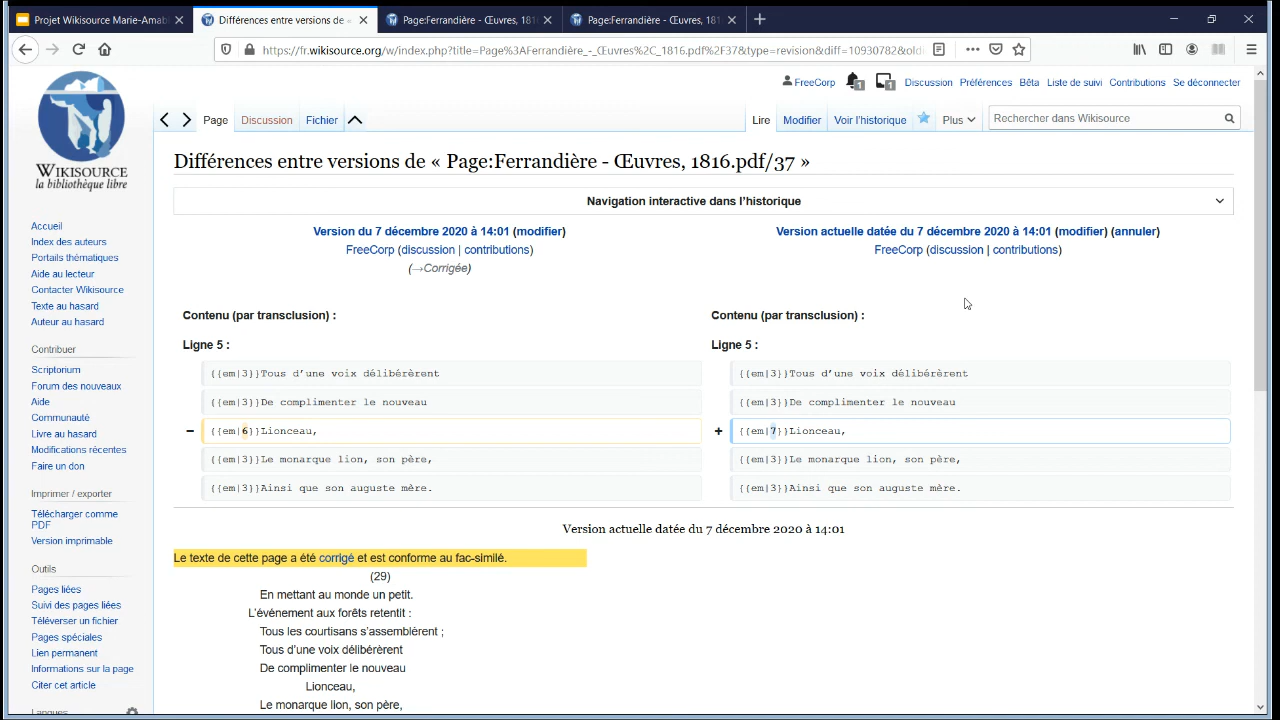 Projet Wikisource Marie-Amab
Différences entre versions de «
Page:Ferrandière - Œuvres, 181
Page:Ferrandière - Œuvres, 181
https://fr.wikisource.org/w/index.php?title=Page%3AFerrandière_-_Œuvres%2C_1816.pdf%2F37&type=revision&diff=10930782&old
WIKISOURCE
la bibliothèque libre
FreeCorp
1
1
Discussion
Préférences
Bêta
Liste de suivi
Contributions
Se déconnecter
Page
Discussion
Fichier
Lire
Modifier
Voir l’historique
Plus
Rechercher dans Wikisource
Accueil
Index des auteurs
Portails thématiques
Aide au lecteur
Contacter Wikisource
Texte au hasard
Auteur au hasard
Contribuer
Scriptorium
Forum des nouveaux
Aide
Communauté
Livre au hasard
Modifications récentes
Faire un don
Imprimer / exporter
Télécharger comme
PDF
Version imprimable
Outils
Pages liées
Suivi des pages liées
Téléverser un fichier
Pages spéciales
Lien permanent
Informations sur la page
Citer cet article
Langues
Différences entre versions de « Page:Ferrandière - Œuvres, 1816.pdf/37 »
Navigation interactive dans l’historique
Version du 7 décembre 2020 à 14:01 (modifier)
FreeCorp (discussion | contributions)
(→Corrigée)
Version actuelle datée du 7 décembre 2020 à 14:01 (modifier) (annuler)
FreeCorp (discussion | contributions)
Contenu (par transclusion) :
Contenu (par transclusion) :
Ligne 5 :
Ligne 5 :
{{em|3}}Tous d’une voix délibérèrent
{{em|3}}Tous d’une voix délibérèrent
{{em|3}}De complimenter le nouveau
{{em|3}}De complimenter le nouveau
− {{em|6}}Lionceau,
+ {{em|7}}Lionceau,
{{em|3}}Le monarque lion, son père,
{{em|3}}Le monarque lion, son père,
{{em|3}}Ainsi que son auguste mère.
{{em|3}}Ainsi que son auguste mère.
Version actuelle datée du 7 décembre 2020 à 14:01
Le texte de cette page a été corrigé et est conforme au fac-similé.
(29)
En mettant au monde un petit.
L’événement aux forêts retentit :
Tous les courtisans s’assemblèrent ;
Tous d’une voix délibérèrent
De complimenter le nouveau
Lionceau,
Le monarque lion, son père,